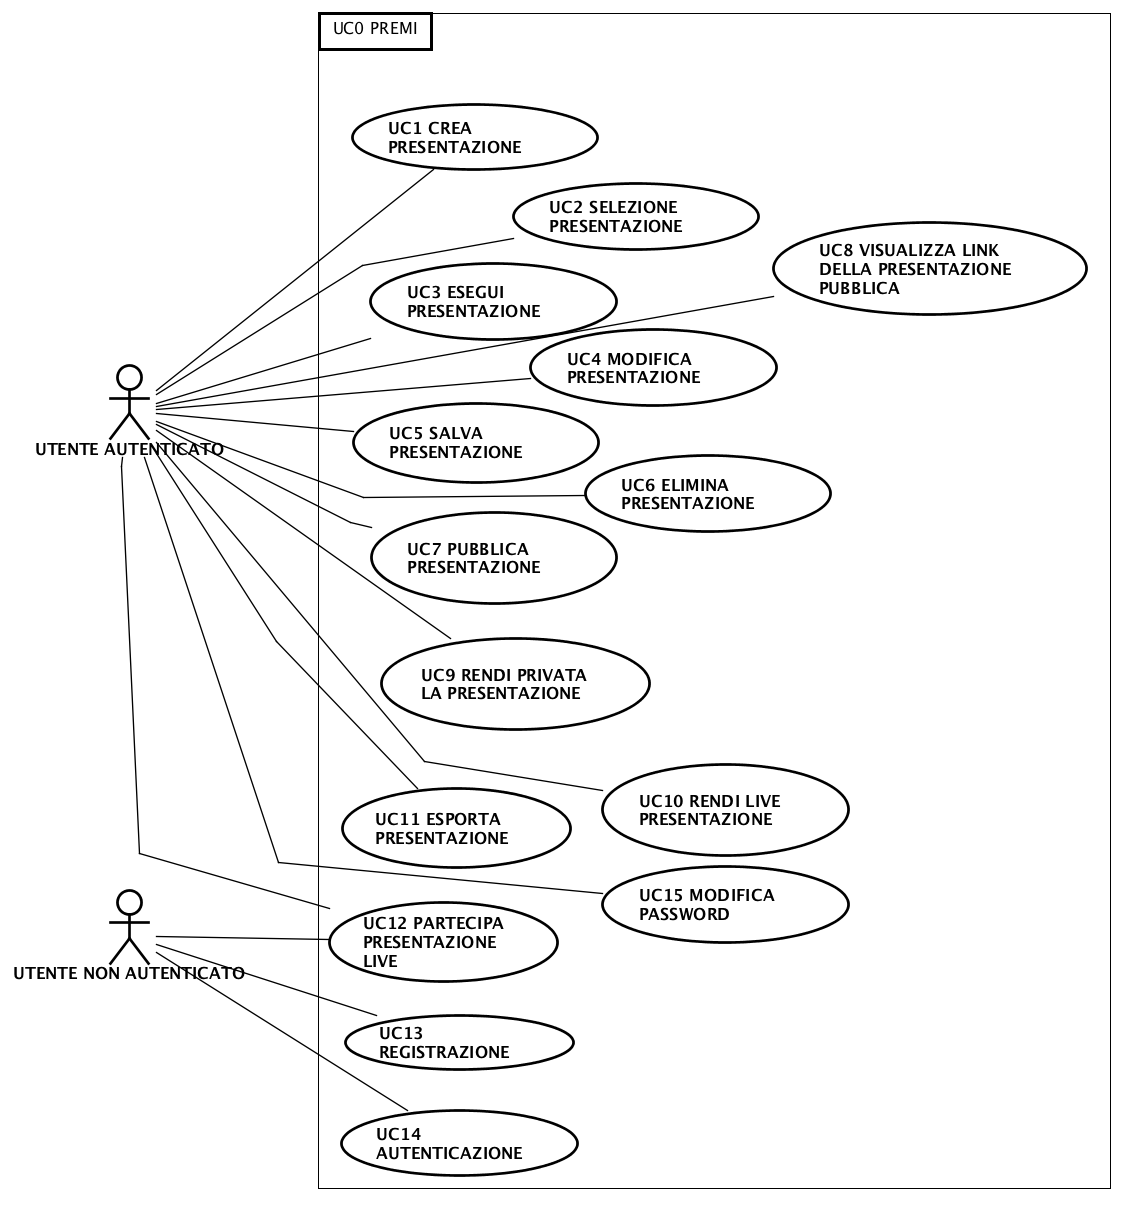 UC0 PREMI
UC1 CREA
PRESENTAZIONE
UC2 SELEZIONE
PRESENTAZIONE
UC8 VISUALIZZA LINK
DELLA PRESENTAZIONE
PUBBLICA
UC3 ESEGUI
PRESENTAZIONE
UC4 MODIFICA
PRESENTAZIONE
UTENTE AUTENTICATO
UC5 SALVA
PRESENTAZIONE
UC6 ELIMINA
PRESENTAZIONE
UC7 PUBBLICA
PRESENTAZIONE
UC9 RENDI PRIVATA
LA PRESENTAZIONE
UC10 RENDI LIVE
PRESENTAZIONE
UC11 ESPORTA
PRESENTAZIONE
UC15 MODIFICA
PASSWORD
UC12 PARTECIPA
PRESENTAZIONE
LIVE
UTENTE NON AUTENTICATO
UC13
REGISTRAZIONE
UC14
AUTENTICAZIONE